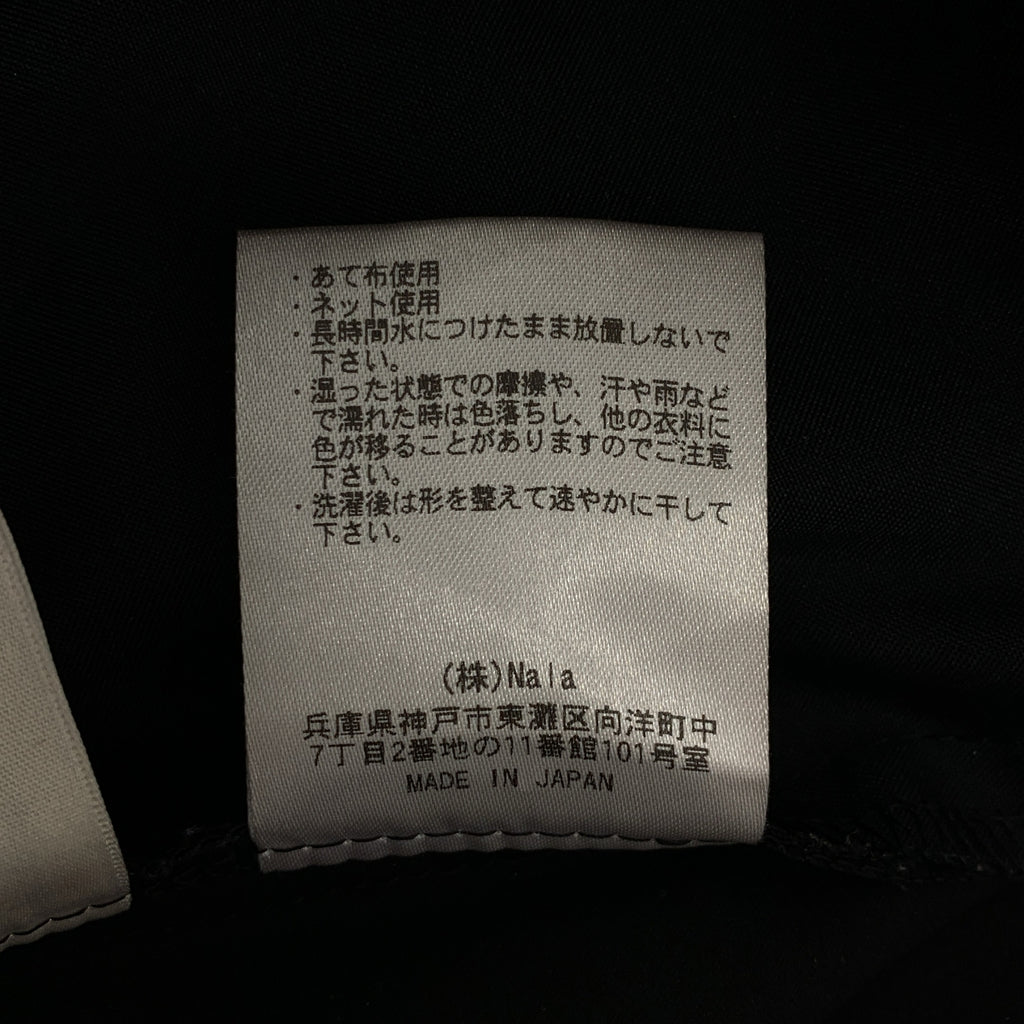 ・あて布使用
・ネット使用
・長時間水につけたまま放置しないで
下さい。
・湿った状態での摩擦や、汗や雨など
で濡れた時は色落ちし、他の衣料に
色が移ることがありますのでご注意
下さい。
・洗濯後は形を整えて速やかに干して
下さい。
(株)Nala
兵庫県神戸市東灘区向洋町中
7丁目2番地の11番館101号室
MADE IN JAPAN